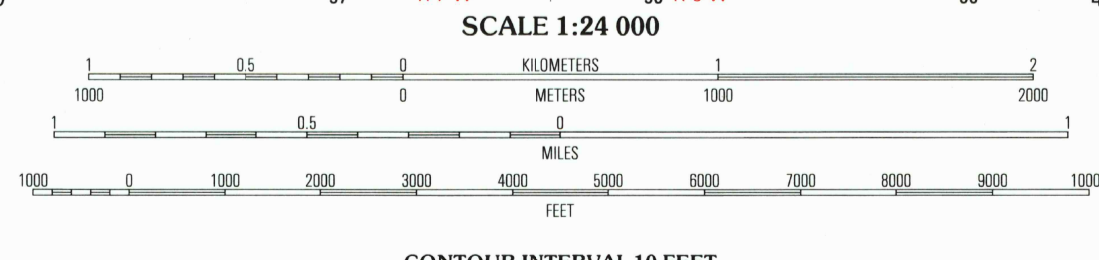 SCALE 1:24 000
1 0.5 0 KILOMETERS 1 2
1000 0 METERS 1000 2000
1 0.5 0 1
MILES
1000 0 1000 2000 3000 4000 5000 6000 7000 8000 9000 1000
FEET
CONTOUR INTERVAL 10 FEET